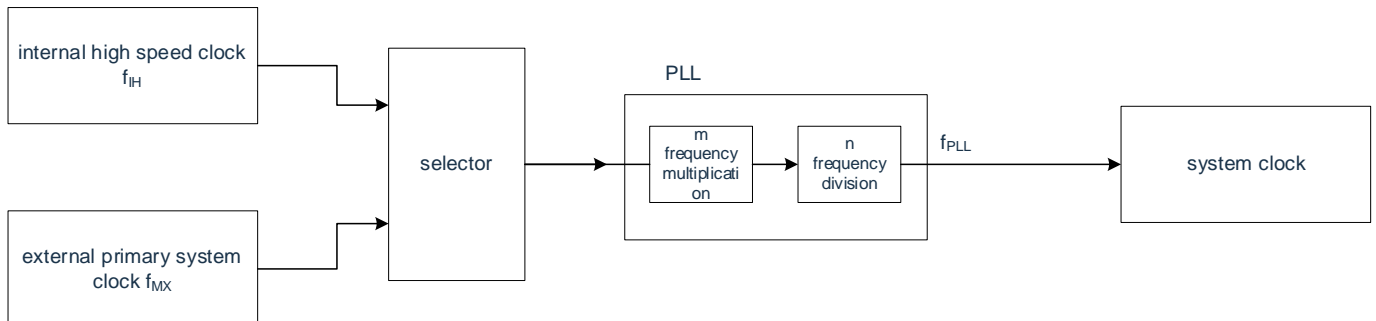 internal high speed clock
fIH
external primary system
clock fMX
selector
PLL
m
frequency
multiplicati
on
n
frequency
division
fPLL
system clock